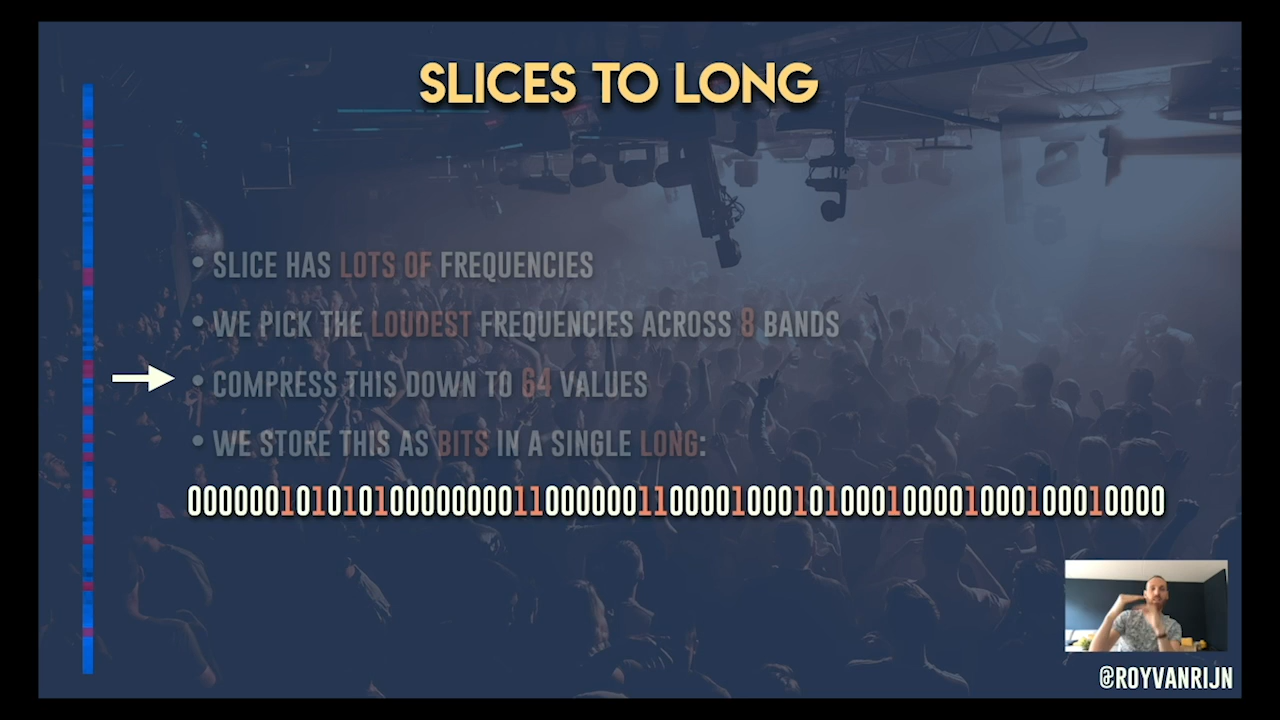 SLICES TO LONG
• SLICE HAS LOTS OF FREQUENCIES
• WE PICK THE LOUDEST FREQUENCIES ACROSS 8 BANDS
• COMPRESS THIS DOWN TO 64 VALUES
• WE STORE THIS AS BITS IN A SINGLE LONG:
000000101010100000000110000001100001000101000100001000100010000
@ROYVANRIJN